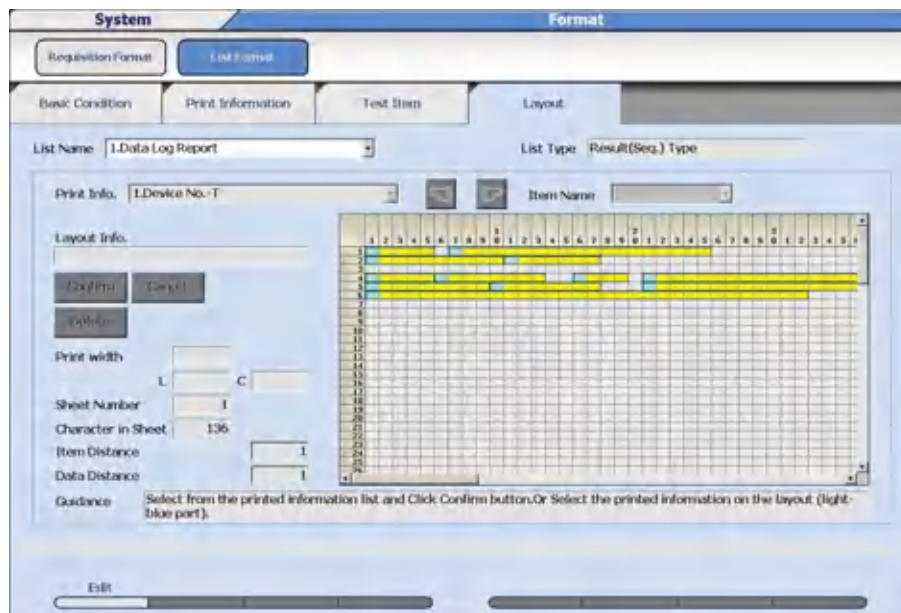 System
Format
Requisition Format
List Format
Basic Condition
Print Information
Test Item
Layout
List Name 1.Data Log Report
List Type Result(Seq.) Type
Print Info. 1.Device No.-T
Item Name
Layout Info.
Confirm
Cancel
Print width
L C
Sheet Number 1
Character in Sheet 136
Item Distance 1
Data Distance 1
Guidance Select from the printed information list and Click Confirm button.Or Select the printed information on the layout (light-
blue part).
Edit